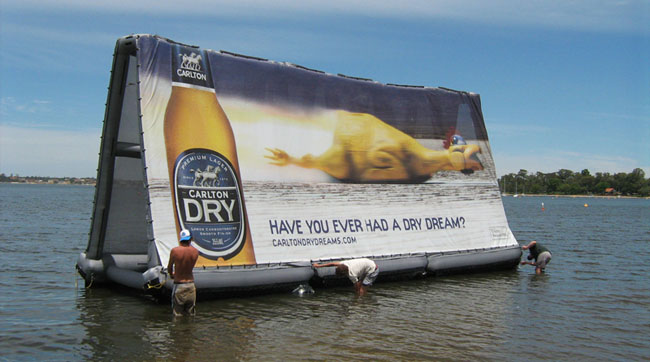 CARLTON
PREMIUM LAGER
CARLTON
DRY
HAVE YOU EVER HAD A DRY DREAM?
CARLTONDRYDREAMS.COM